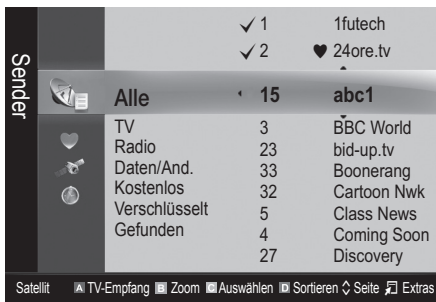 ✓ 1 1futech
✓ 2 ♥ 24ore.tv
Sender
Alle 15 abc1
TV 3 BBC World
Radio 23 bid-up.tv
Daten/And. 33 Boonerang
Kostenlos 32 Cartoon Nwk
Verschlüsselt 5 Class News
Gefunden 4 Coming Soon
27 Discovery
Satellit A TV-Empfang B Zoom C Auswählen D Sortieren Seite Extras